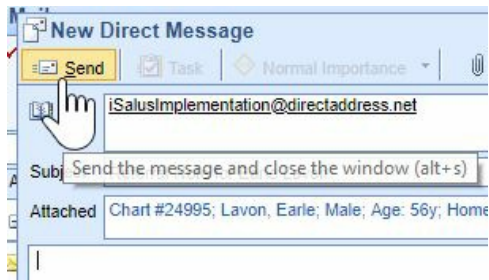 New Direct Message
Send Task Normal Importance
iSalusImplementation@directaddress.net
Subj
Send the message and close the window (alt+s)
Attached Chart #24995; Lavon, Earle; Male; Age: 56y; Home